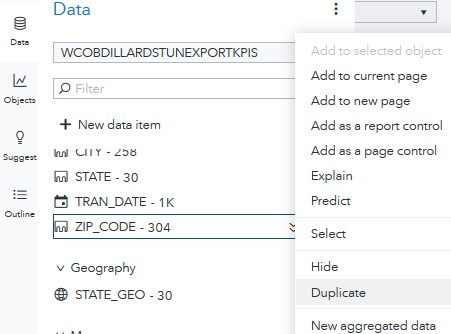 Data
Objects
Suggest
Outline
Data
WCOBDILLARDSTUNEXPORTKPIS
Filter
+ New data item
CITY - 258
STATE - 30
TRAN_DATE - 1K
ZIP_CODE - 304
Geography
STATE_GEO - 30
Add to selected object
Add to current page
Add to new page
Add as a report control
Add as a page control
Explain
Predict
Select
Hide
Duplicate
New aggregated data